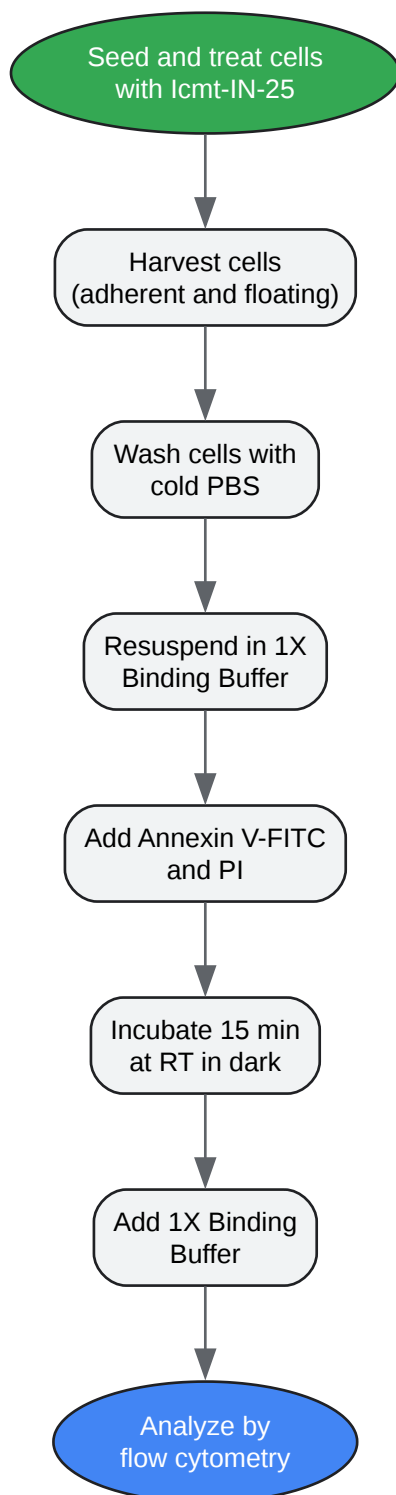 Seed and treat cells
with Icmt-IN-25
Harvest cells
(adherent and floating)
Wash cells with
cold PBS
Resuspend in 1X
Binding Buffer
Add Annexin V-FITC
and PI
Incubate 15 min
at RT in dark
Add 1X Binding
Buffer
Analyze by
flow cytometry